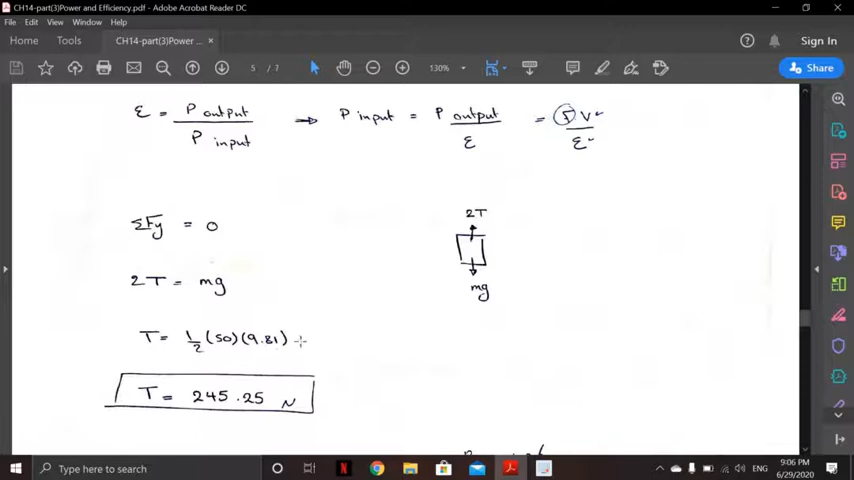 CH14-part(3)Power and Efficiency.pdf - Adobe Acrobat Reader DC
File Edit View Window Help
Home Tools CH14-part(3)Power ... × Sign In
5 / 7 130% Share
ε = P output / P input → P input = P output / ε = T V / ε
ΣFy = 0
2T
2T = mg
mg
T = 1/2 (50)(9.81)
T = 245.25 N
Type here to search
ENG
9:06 PM
6/29/2020